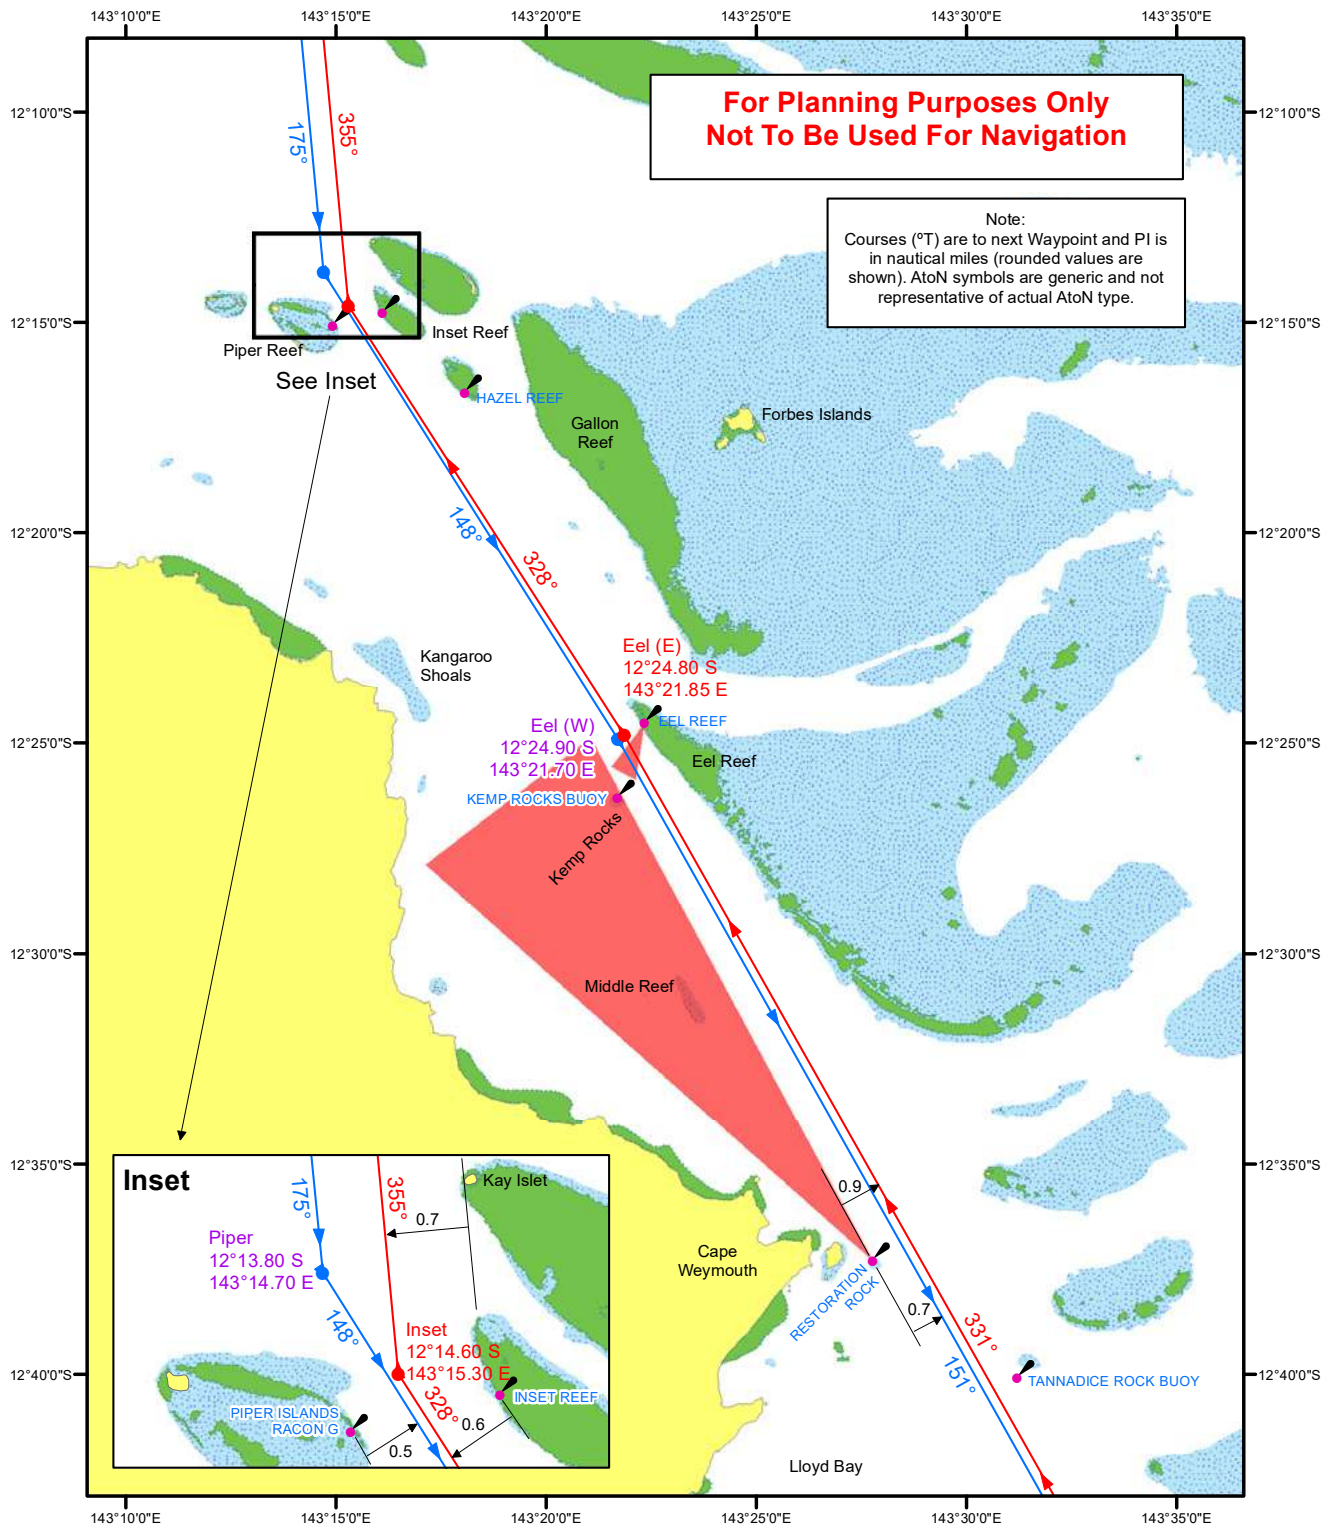 143°10'0"E
143°15'0"E
143°20'0"E
143°25'0"E
143°30'0"E
143°35'0"E
12°10'0"S
12°10'0"S
For Planning Purposes Only
Not To Be Used For Navigation
175°
355°
Note:
Courses (ºT) are to next Waypoint and PI is
in nautical miles (rounded values are
shown). AtoN symbols are generic and not
representative of actual AtoN type.
12°15'0"S
12°15'0"S
Inset Reef
Piper Reef
See Inset
HAZEL REEF
Gallon
Reef
Forbes Islands
148°
328°
12°20'0"S
12°20'0"S
Kangaroo
Shoals
Eel (E)
12°24.80 S
143°21.85 E
EEL REEF
Eel (W)
12°24.90 S
143°21.70 E
Eel Reef
12°25'0"S
12°25'0"S
KEMP ROCKS BUOY
Kemp Rocks
12°30'0"S
12°30'0"S
Middle Reef
12°35'0"S
12°35'0"S
0.9
Cape
Weymouth
RESTORATION
ROCK
0.7
331°
151°
12°40'0"S
12°40'0"S
TANNADICE ROCK BUOY
Lloyd Bay
Inset
175°
355°
Kay Islet
0.7
Piper
12°13.80 S
143°14.70 E
148°
Inset
12°14.60 S
143°15.30 E
328°
INSET REEF
PIPER ISLANDS
RACON G
0.5
0.6
143°10'0"E
143°15'0"E
143°20'0"E
143°25'0"E
143°30'0"E
143°35'0"E